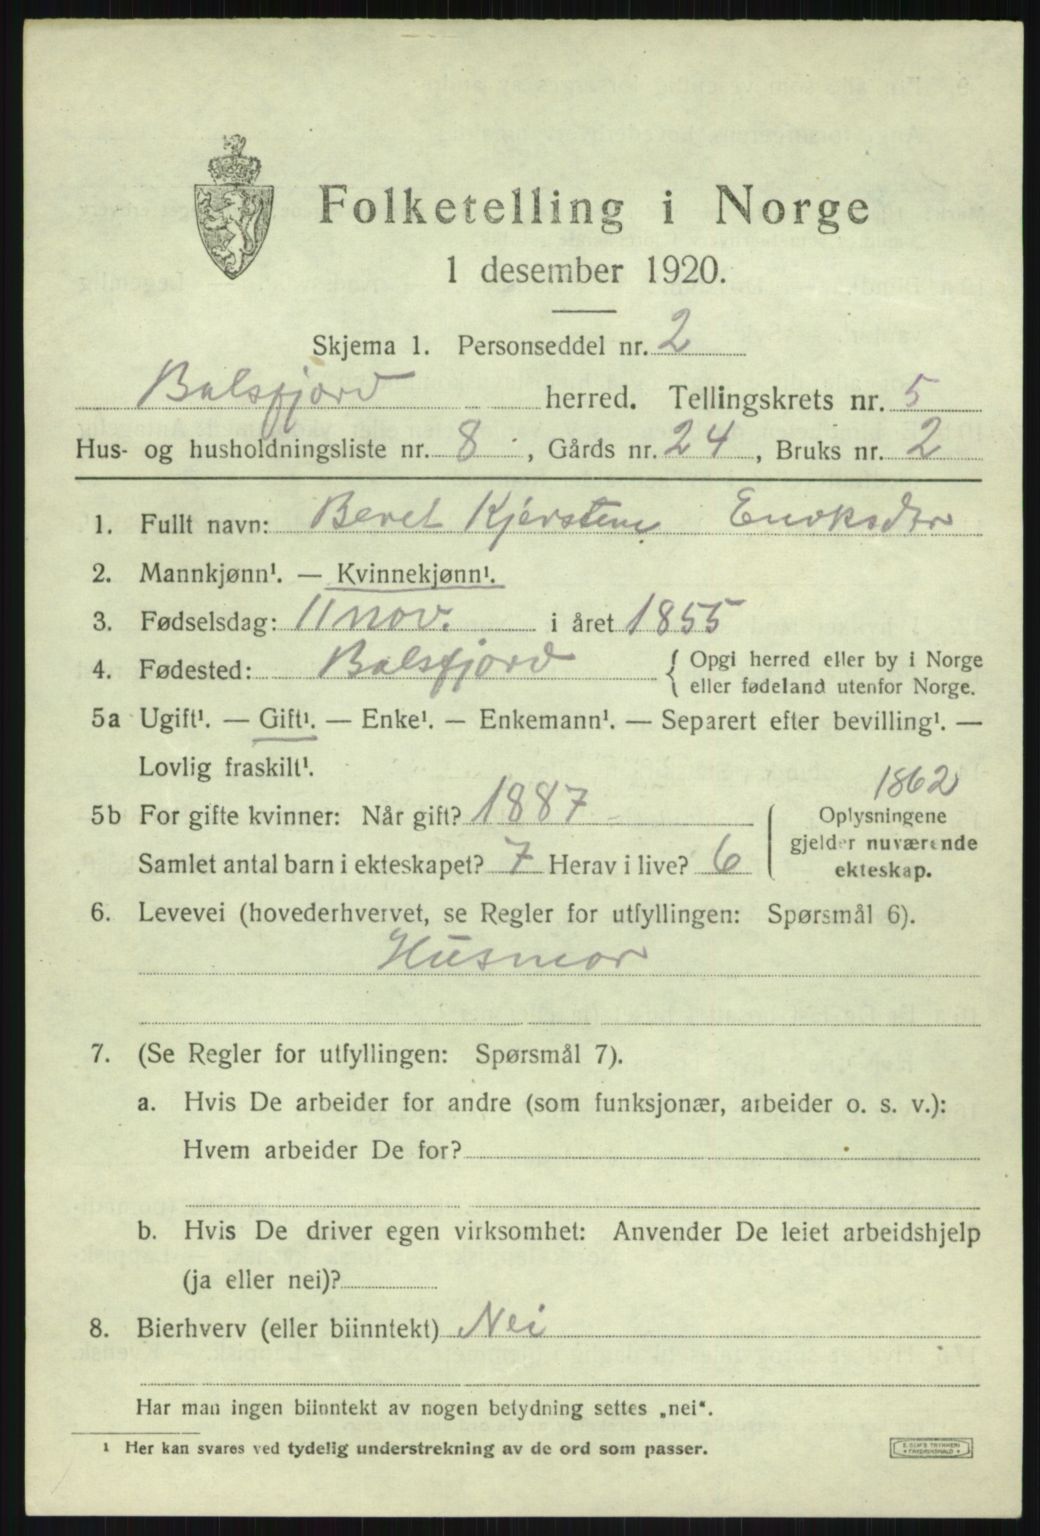 Folketelling i Norge
1 desember 1920.
Skjema 1. Personseddel nr. 2
Balsfjord herred. Tellingskrets nr. 5
Hus- og husholdningsliste nr. 8, Gårds nr. 24, Bruks nr. 2
1. Fullt navn: Beret Kjerstine Enoksdtr
2. Mannkjønn¹. — Kvinnekjønn¹.
3. Fødselsdag: 11 nov. i året 1855
4. Fødested: Balsfjord { Opgi herred eller by i Norge
eller fødeland utenfor Norge.
5a Ugift¹. — Gift¹. — Enke¹. — Enkemann¹. — Separert efter bevilling¹. —
Lovlig fraskilt¹.
1862
5b For gifte kvinner: Når gift? 1887
Samlet antal barn i ekteskapet? 7 Herav i live? 6
Oplysningene
gjelder nuværende
ekteskap.
6. Levevei (hovederhvervet, se Regler for utfyllingen: Spørsmål 6).
Husmor
7. (Se Regler for utfyllingen: Spørsmål 7).
a. Hvis De arbeider for andre (som funksjonær, arbeider o. s. v.):
Hvem arbeider De for?
b. Hvis De driver egen virksomhet: Anvender De leiet arbeidshjelp
(ja eller nei)?
8. Bierhverv (eller biinntekt) Nei
Har man ingen biinntekt av nogen betydning settes „nei“.
1 Her kan svares ved tydelig understrekning av de ord som passer.